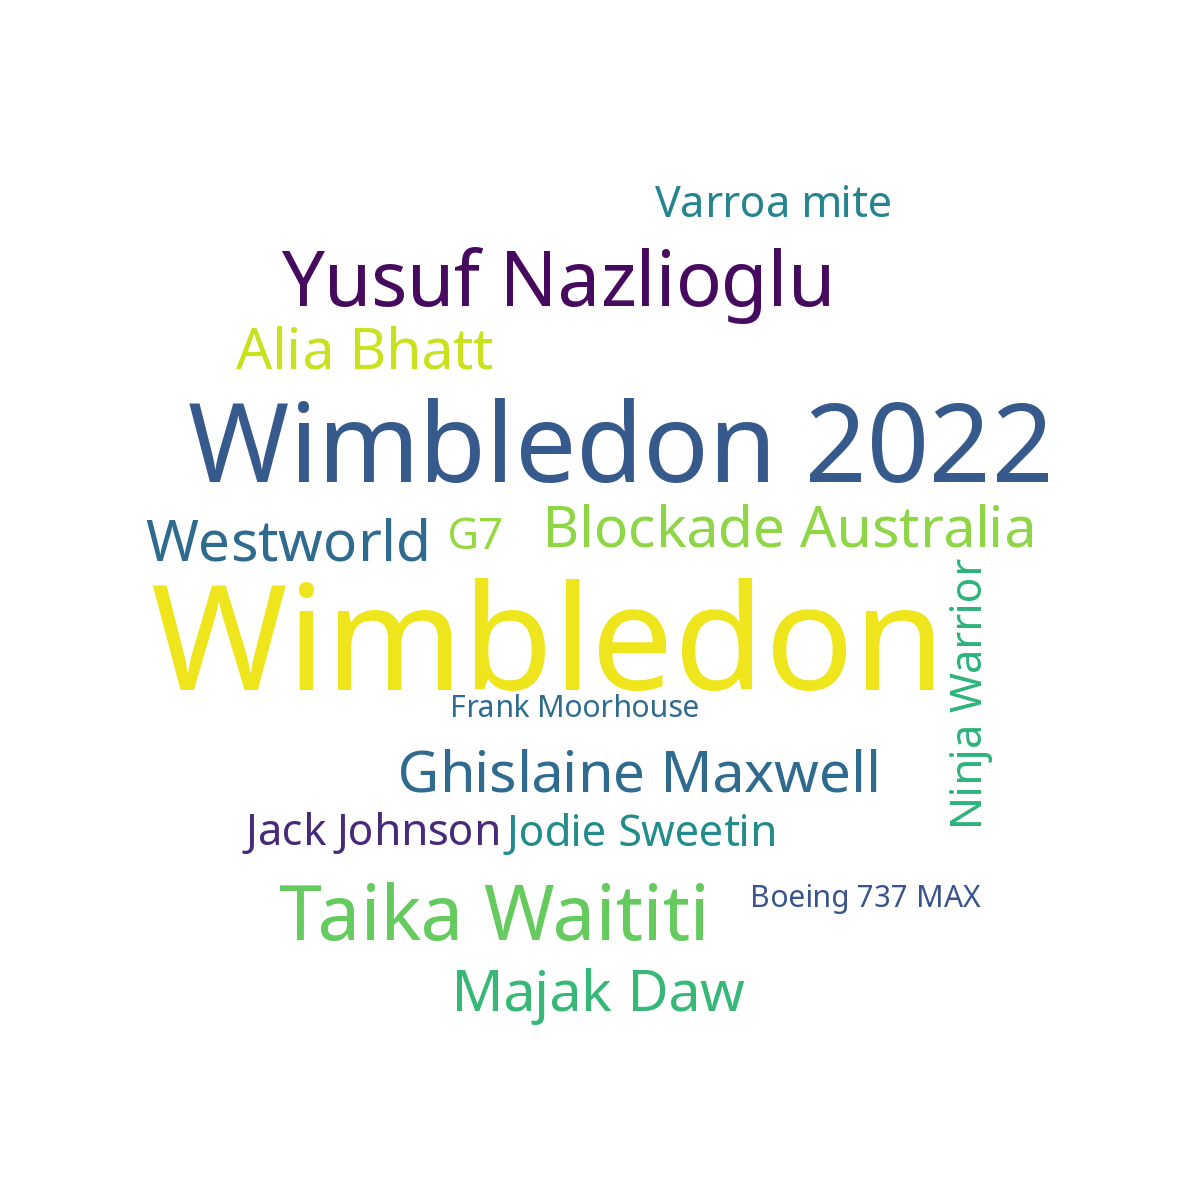 Varroa mite
Yusuf Nazlioglu
Alia Bhatt
Wimbledon 2022
Westworld
G7
Blockade Australia
Wimbledon
Ninja Warrior
Frank Moorhouse
Ghislaine Maxwell
Jack Johnson
Jodie Sweetin
Taika Waititi
Boeing 737 MAX
Majak Daw